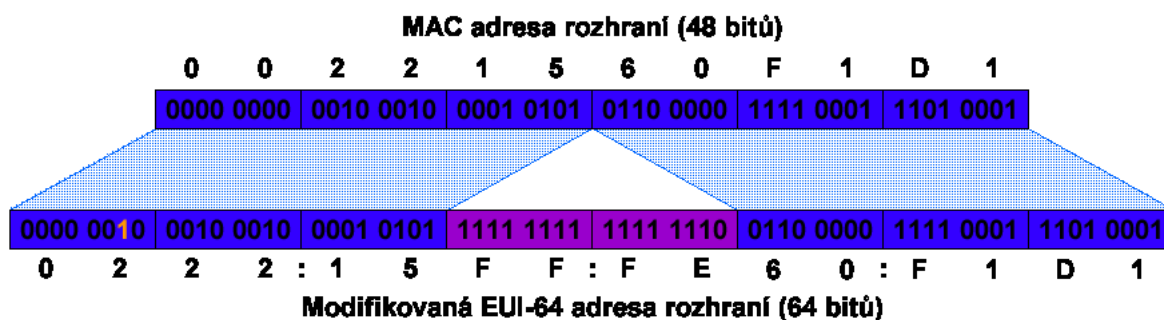 MAC adresa rozhraní (48 bitů)
0 0 2 2 1 5 6 0 F 1 D 1
0000 0000 0010 0010 0001 0101 0110 0000 1111 0001 1101 0001
0000 0010 0010 0010 0001 0101 1111 1111 1111 1110 0110 0000 1111 0001 1101 0001
0 2 2 2 : 1 5 F F : F E 6 0 : F 1 D 1
Modifikovaná EUI-64 adresa rozhraní (64 bitů)